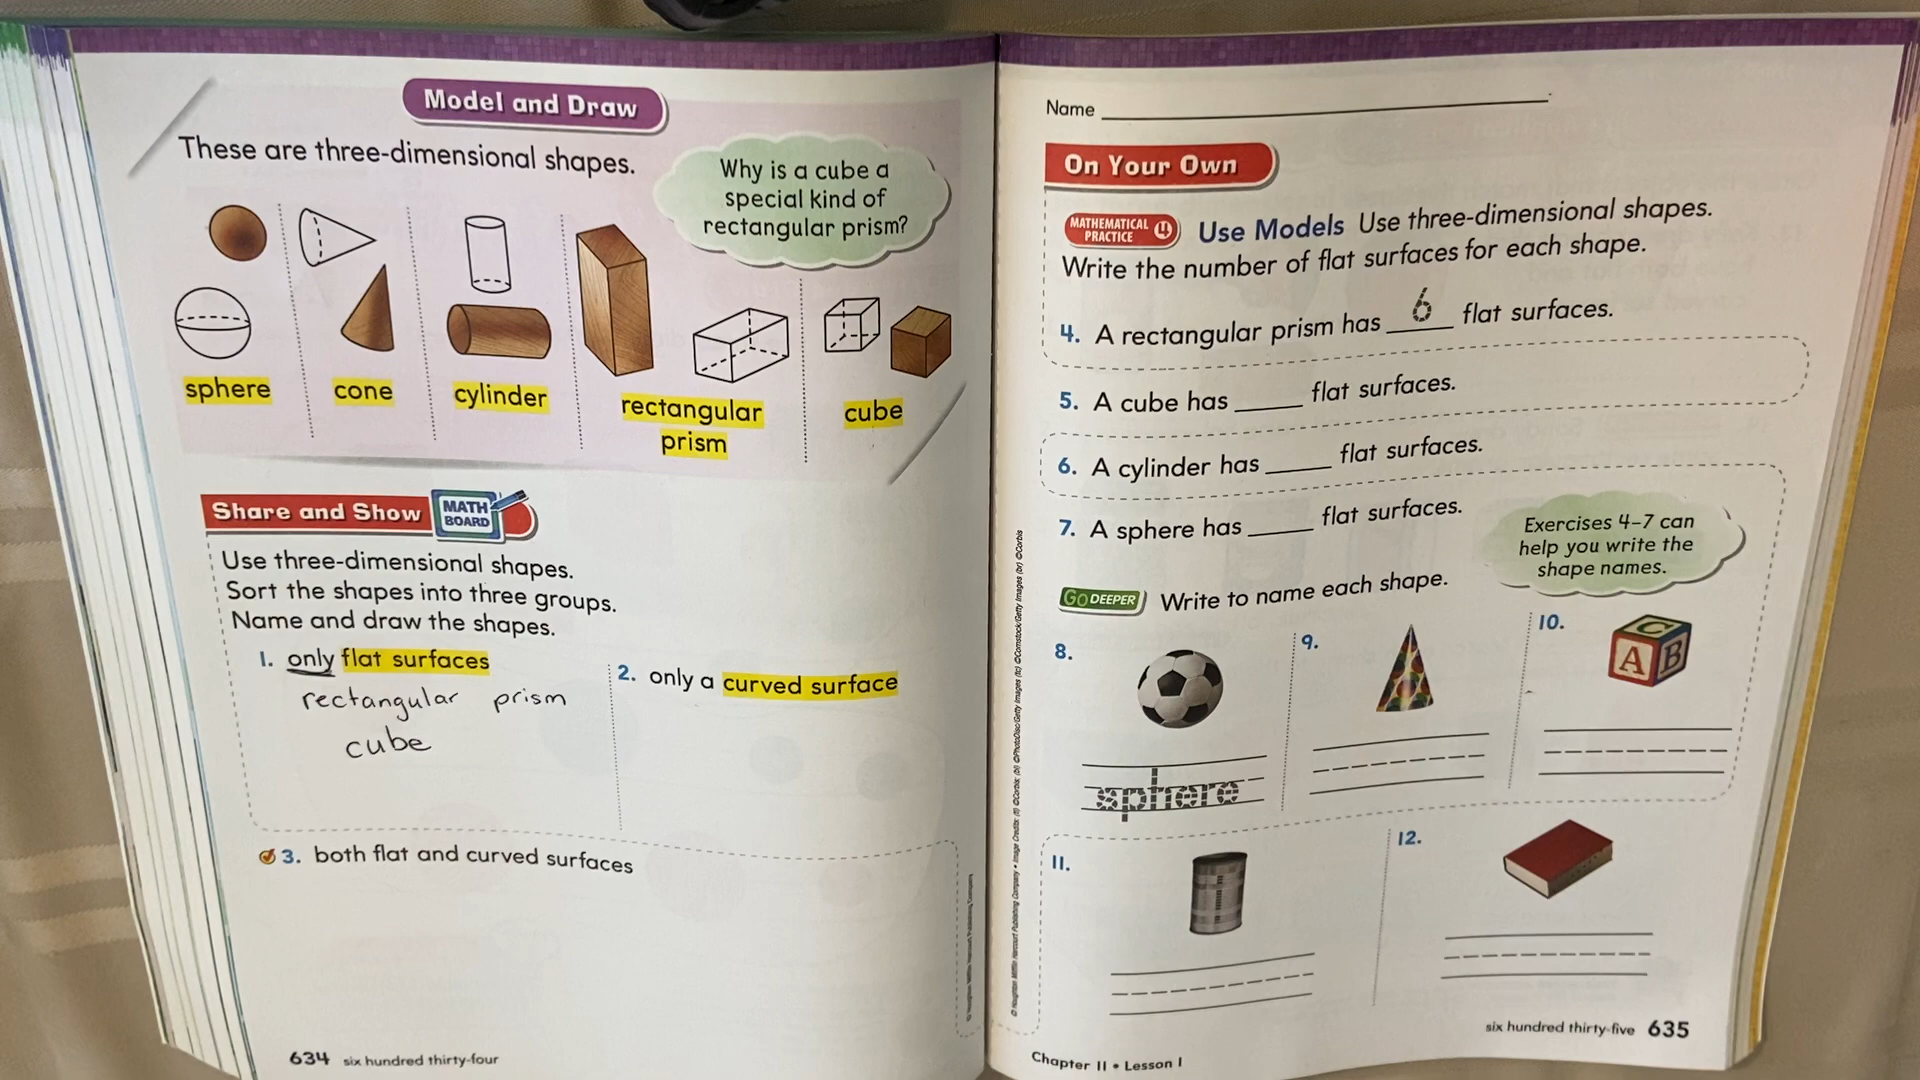 Model and Draw
These are three-dimensional shapes.
Why is a cube a
special kind of
rectangular prism?
sphere
cone
cylinder
rectangular
prism
cube
Share and Show
MATH
BOARD
Use three-dimensional shapes.
Sort the shapes into three groups.
Name and draw the shapes.
1. only flat surfaces
rectangular prism
cube
2. only a curved surface
3. both flat and curved surfaces
634 six hundred thirty-four
Name
On Your Own
MATHEMATICAL
PRACTICE 4
Use Models Use three-dimensional shapes.
Write the number of flat surfaces for each shape.
4. A rectangular prism has 6 flat surfaces.
5. A cube has _____ flat surfaces.
6. A cylinder has _____ flat surfaces.
7. A sphere has _____ flat surfaces.
Exercises 4–7 can
help you write the
shape names.
GO DEEPER Write to name each shape.
8.
sphere
9.
10.
C
A B
11.
12.
Chapter 11 • Lesson 1
six hundred thirty-five 635